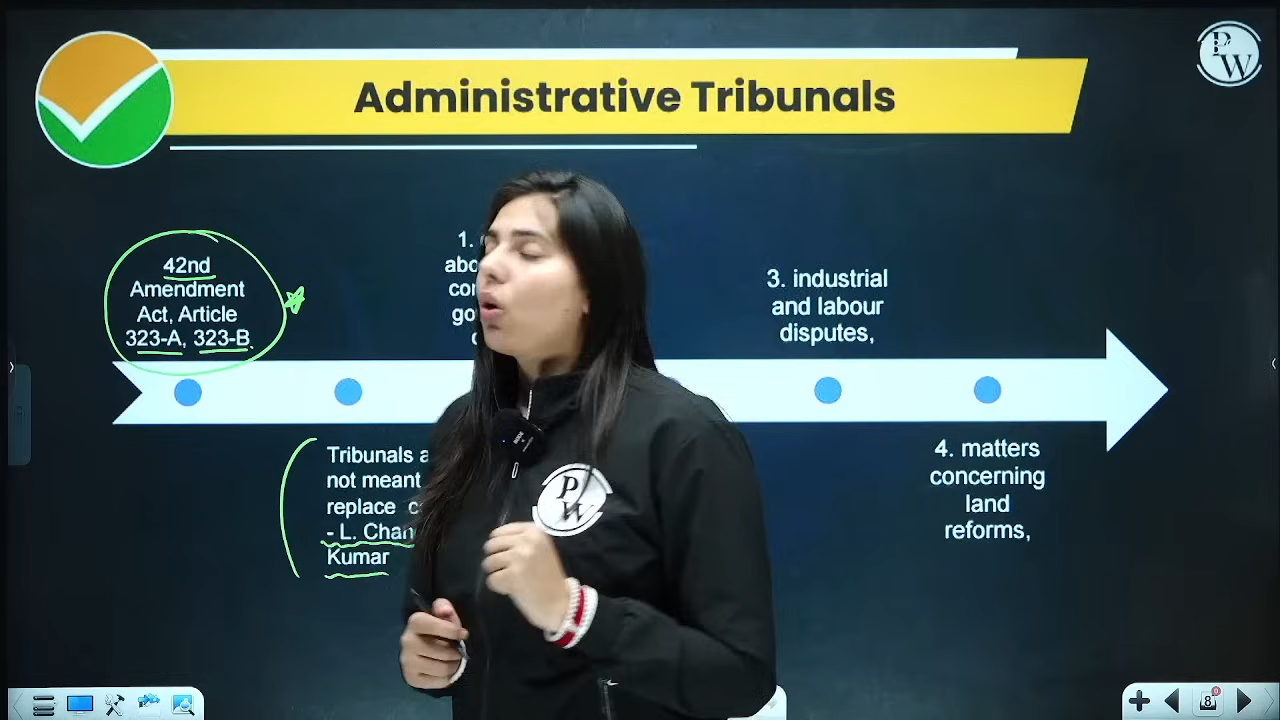 Administrative Tribunals
P
W
42nd
Amendment
Act, Article
323-A, 323-B.
1.
3. industrial
and labour
disputes,
Tribunals
not meant
replace
- L.
Kumar
4. matters
concerning
land
reforms,
P
W
8